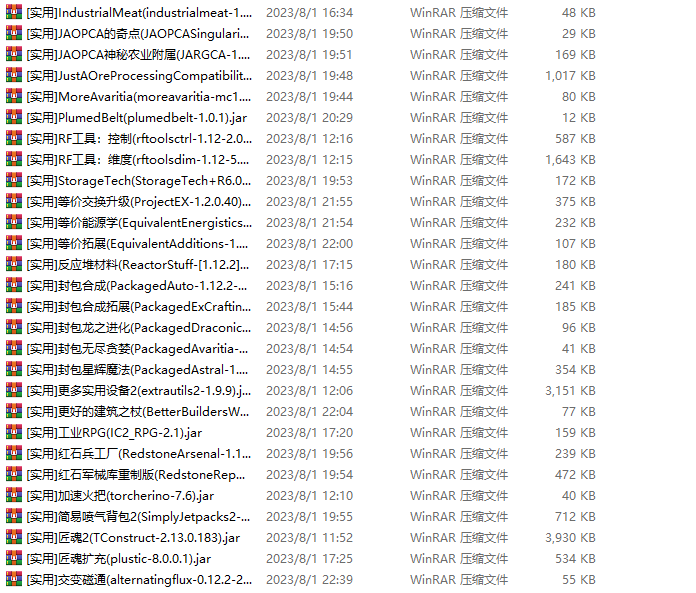 [实用]IndustrialMeat(industrialmeat-1.... 2023/8/1 16:34 WinRAR 压缩文件 48 KB
[实用]JAOPCA的奇点(JAOPCASingulari... 2023/8/1 19:50 WinRAR 压缩文件 29 KB
[实用]JAOPCA神秘农业附属(JARGCA-1.... 2023/8/1 19:51 WinRAR 压缩文件 169 KB
[实用]JustAOreProcessingCompatibilit... 2023/8/1 19:48 WinRAR 压缩文件 1,017 KB
[实用]MoreAvaritia(moreavaritia-mc1.... 2023/8/1 19:44 WinRAR 压缩文件 80 KB
[实用]PlumedBelt(plumedbelt-1.0.1).jar 2023/8/1 20:29 WinRAR 压缩文件 12 KB
[实用]RF工具：控制(rftoolsctrl-1.12-2.0... 2023/8/1 12:16 WinRAR 压缩文件 587 KB
[实用]RF工具：维度(rftoolsdim-1.12-5.... 2023/8/1 12:15 WinRAR 压缩文件 1,643 KB
[实用]StorageTech(StorageTech+R6.0... 2023/8/1 19:53 WinRAR 压缩文件 172 KB
[实用]等价交换升级(ProjectEX-1.2.0.40)... 2023/8/1 21:55 WinRAR 压缩文件 375 KB
[实用]等价能源学(EquivalentEnergistics... 2023/8/1 21:54 WinRAR 压缩文件 232 KB
[实用]等价拓展(EquivalentAdditions-1.... 2023/8/1 22:00 WinRAR 压缩文件 107 KB
[实用]反应堆材料(ReactorStuff-[1.12.2]... 2023/8/1 17:15 WinRAR 压缩文件 180 KB
[实用]封包合成(PackagedAuto-1.12.2-... 2023/8/1 15:16 WinRAR 压缩文件 241 KB
[实用]封包合成拓展(PackagedExCraftin... 2023/8/1 15:44 WinRAR 压缩文件 185 KB
[实用]封包龙之进化(PackagedDraconic... 2023/8/1 14:56 WinRAR 压缩文件 96 KB
[实用]封包无尽贪婪(PackagedAvaritia-... 2023/8/1 14:54 WinRAR 压缩文件 41 KB
[实用]封包星辉魔法(PackagedAstral-1.... 2023/8/1 14:55 WinRAR 压缩文件 354 KB
[实用]更多实用设备2(extrautils2-1.9.9).j... 2023/8/1 12:06 WinRAR 压缩文件 3,151 KB
[实用]更好的建筑之杖(BetterBuildersW... 2023/8/1 22:04 WinRAR 压缩文件 77 KB
[实用]工业RPG(IC2_RPG-2.1).jar 2023/8/1 17:20 WinRAR 压缩文件 159 KB
[实用]红石兵工厂(RedstoneArsenal-1.1... 2023/8/1 19:56 WinRAR 压缩文件 239 KB
[实用]红石军械库重制版(RedstoneRep... 2023/8/1 19:54 WinRAR 压缩文件 472 KB
[实用]加速火把(torcherino-7.6).jar 2023/8/1 12:10 WinRAR 压缩文件 40 KB
[实用]简易喷气背包2(SimplyJetpacks2-... 2023/8/1 19:55 WinRAR 压缩文件 712 KB
[实用]匠魂2(TConstruct-2.13.0.183).jar 2023/8/1 11:52 WinRAR 压缩文件 3,930 KB
[实用]匠魂扩充(plustic-8.0.0.1).jar 2023/8/1 17:25 WinRAR 压缩文件 534 KB
[实用]交变磁通(alternatingflux-0.12.2-2... 2023/8/1 22:39 WinRAR 压缩文件 55 KB